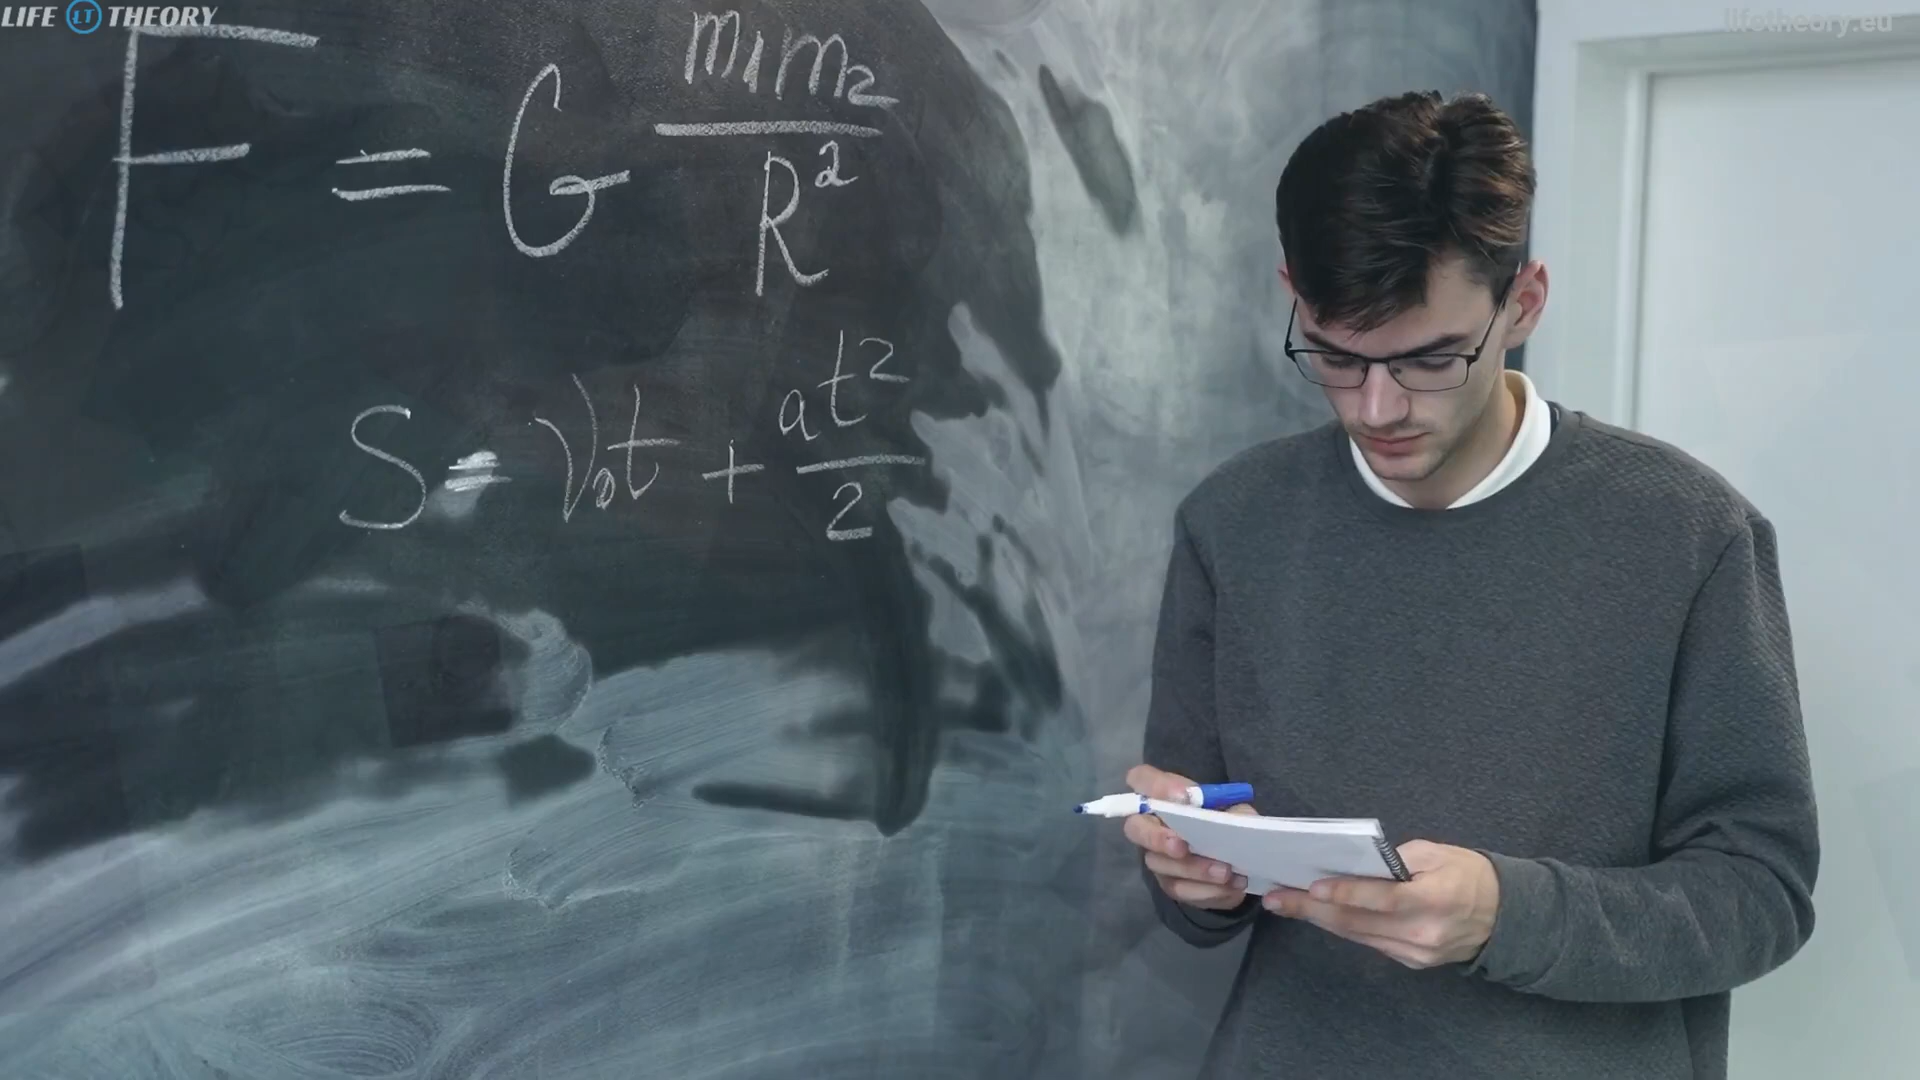 LIFE LT THEORY
lifetheory.eu
F = G m₁m₂ / R²
S = V₀t + at² / 2